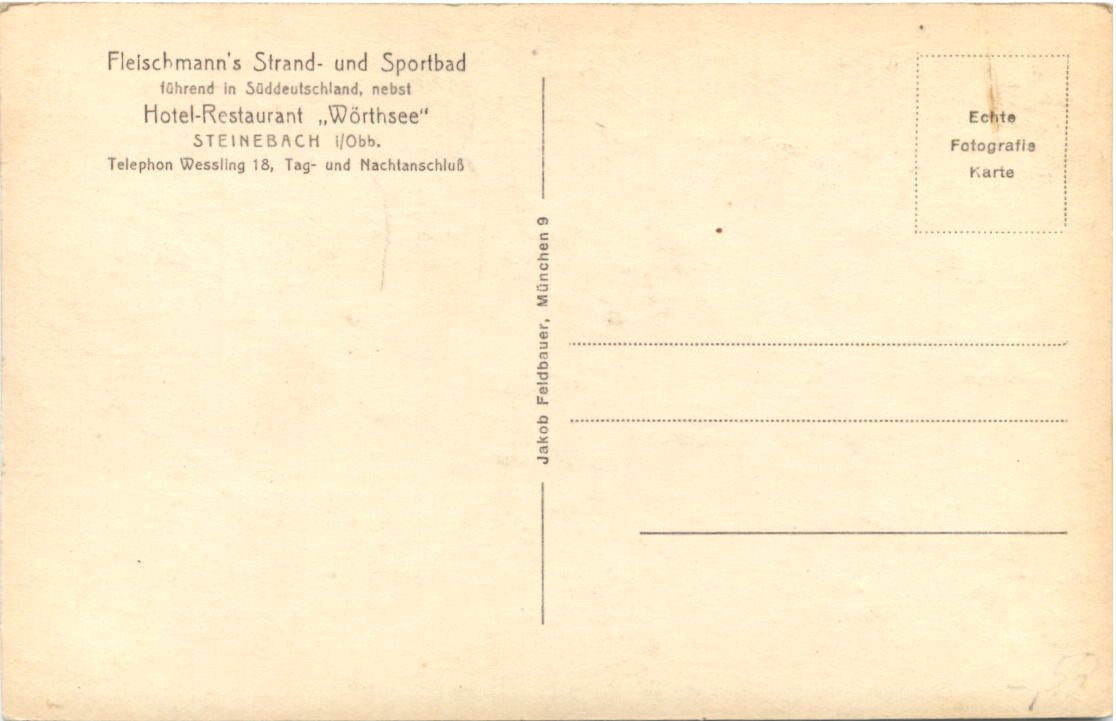 Fleischmann's Strand- und Sportbad
führend in Süddeutschland, nebst
Hotel-Restaurant „Wörthsee“
STEINEBACH i/Obb.
Telephon Wessling 18, Tag- und Nachtanschluß
Jakob Feldbauer, München 9
Echte
Fotografie
Karte